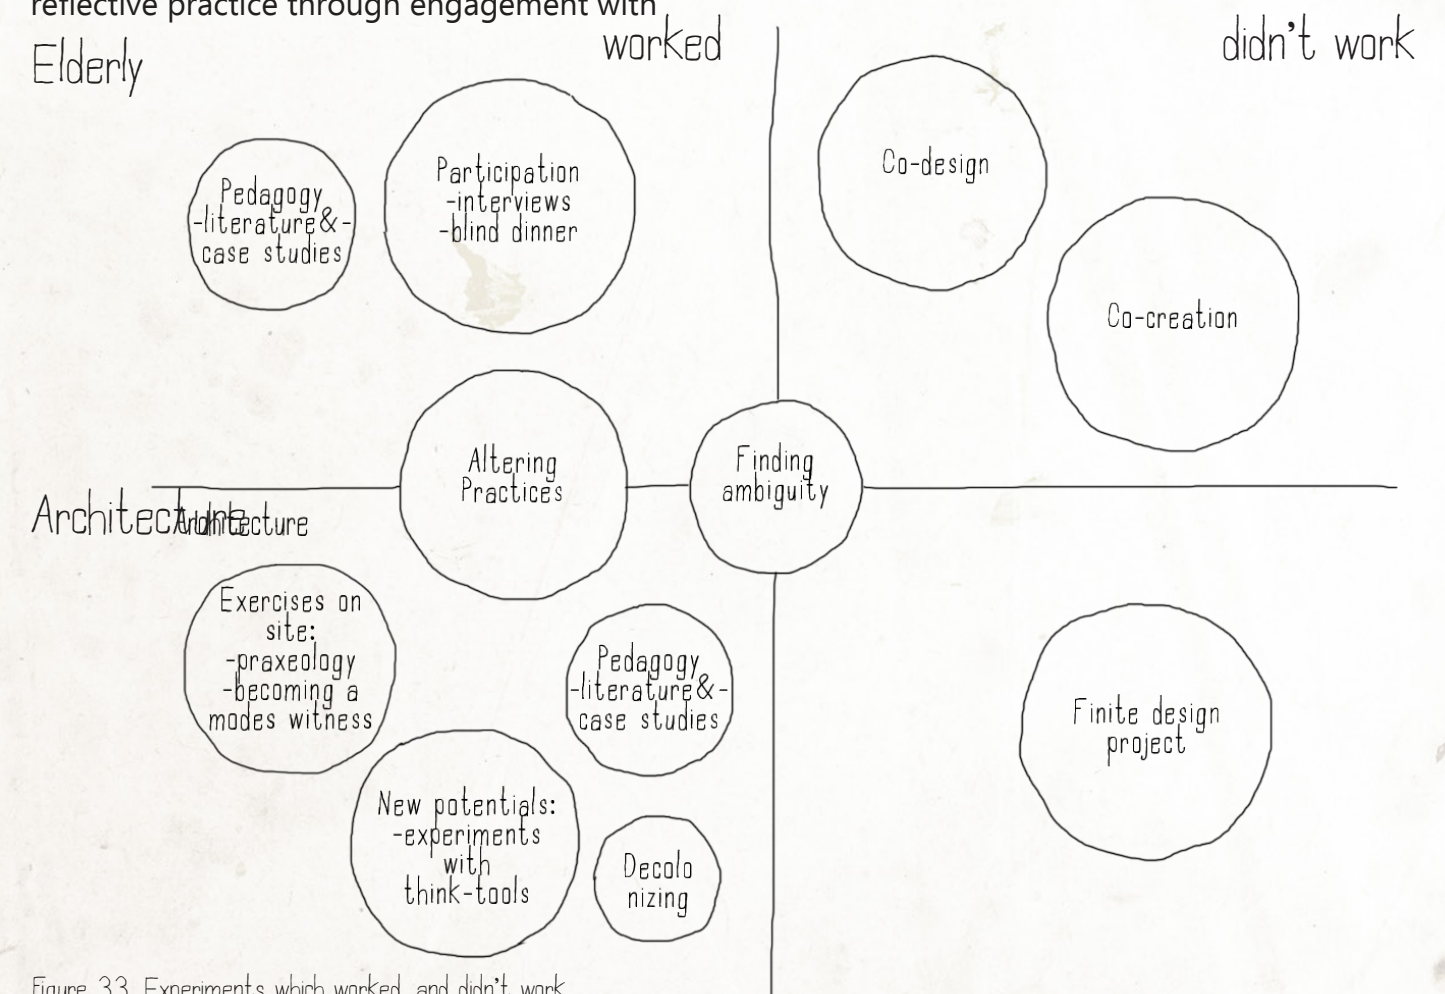 reflective practice through engagement with
Elderly
worked
didn't work
Pedagogy
-literature&-
case studies
Participation
-interviews
-blind dinner
Co-design
Co-creation
Altering
Practices
Finding
ambiguity
Architecture
Architecture
Exercises on
site:
-praxeology
-becoming a
modes witness
Pedagogy
-literature&-
case studies
Finite design
project
New potentials:
-experiments
with
think-tools
Decolo
nizing
Figure 33. Experiments which worked, and didn't work